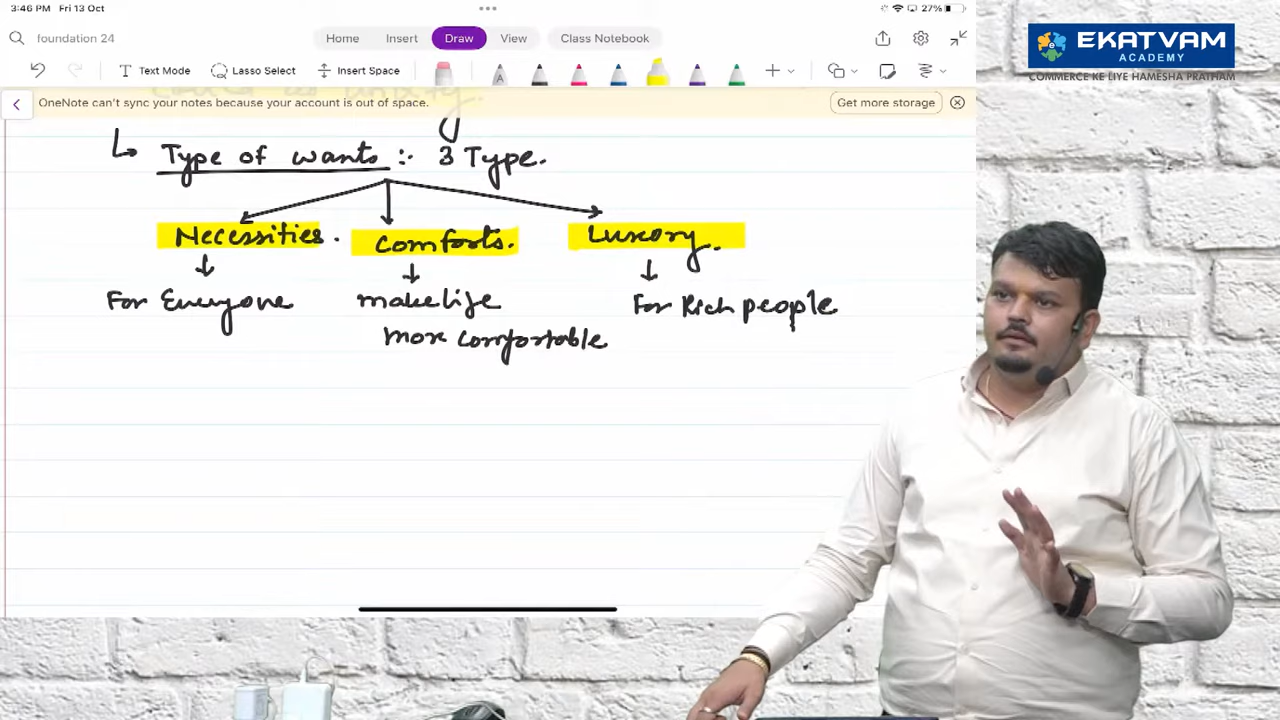 3:46 PM Fri 13 Oct
27%
foundation 24
Home Insert Draw View Class Notebook
Text Mode Lasso Select Insert Space
OneNote can't sync your notes because your account is out of space.
Get more storage
Type of wants :- 3 Type.
Necessities. Comforts. Luxory.
For Everyone make life For Rich people
more comfortable
EKATVAM
ACADEMY
COMMERCE KE LIYE HAMESHA PRATHAM